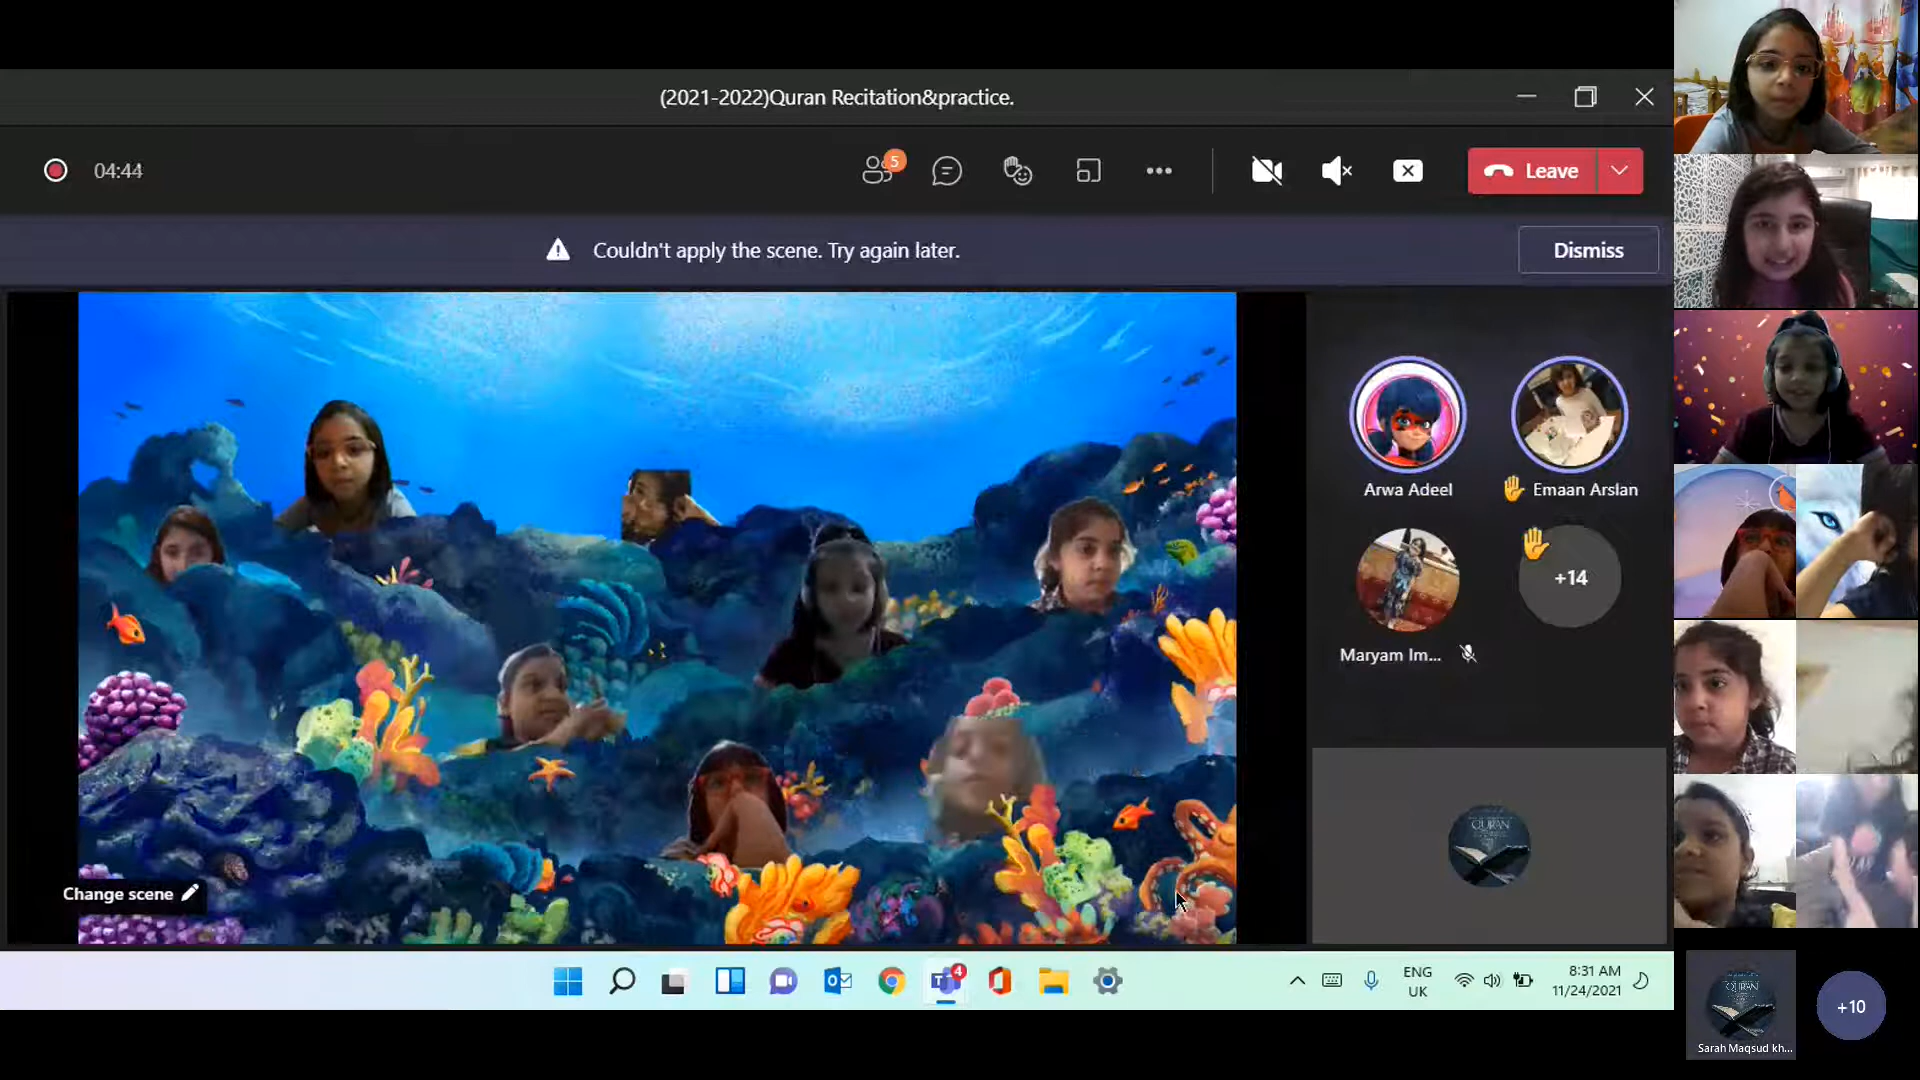 (2021-2022)Quran Recitation&practice.
04:44
5
Leave
Couldn't apply the scene. Try again later.
Dismiss
Arwa Adeel
Emaan Arslan
+14
Maryam Im...
QURAN
Change scene
4
ENG
UK
8:31 AM
11/24/2021
QURAN
Sarah Maqsud kh...
+10